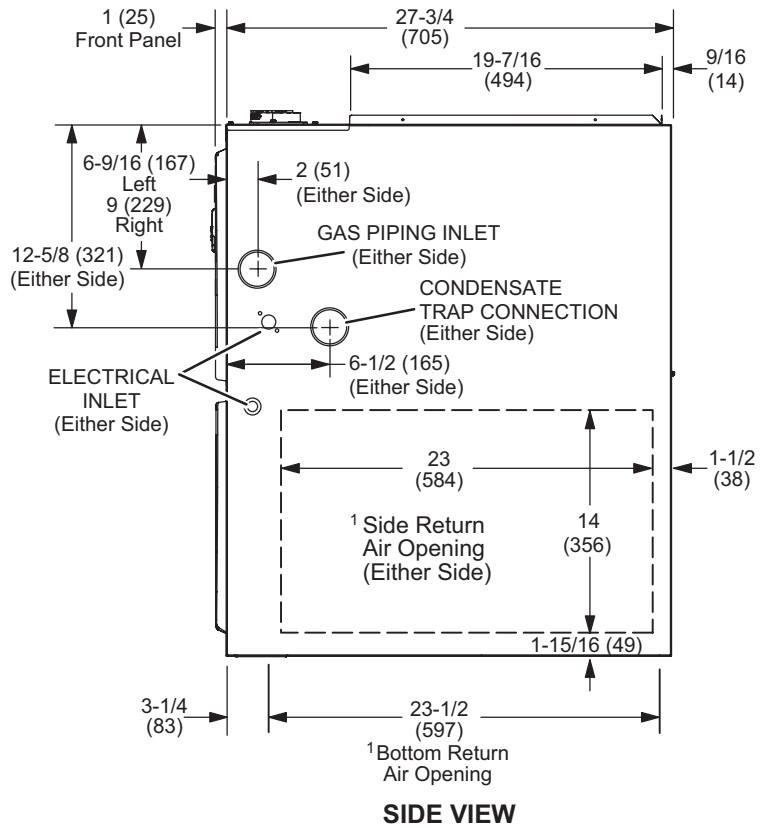 1 (25)
Front Panel
27-3/4
(705)
19-7/16
(494)
9/16
(14)
6-9/16 (167)
Left
9 (229)
Right
2 (51)
(Either Side)
12-5/8 (321)
(Either Side)
GAS PIPING INLET
(Either Side)
CONDENSATE
TRAP CONNECTION
(Either Side)
6-1/2 (165)
(Either Side)
ELECTRICAL
INLET
(Either Side)
23
(584)
1-1/2
(38)
1 Side Return
Air Opening
(Either Side)
14
(356)
1-15/16 (49)
3-1/4
(83)
23-1/2
(597)
1 Bottom Return
Air Opening
SIDE VIEW